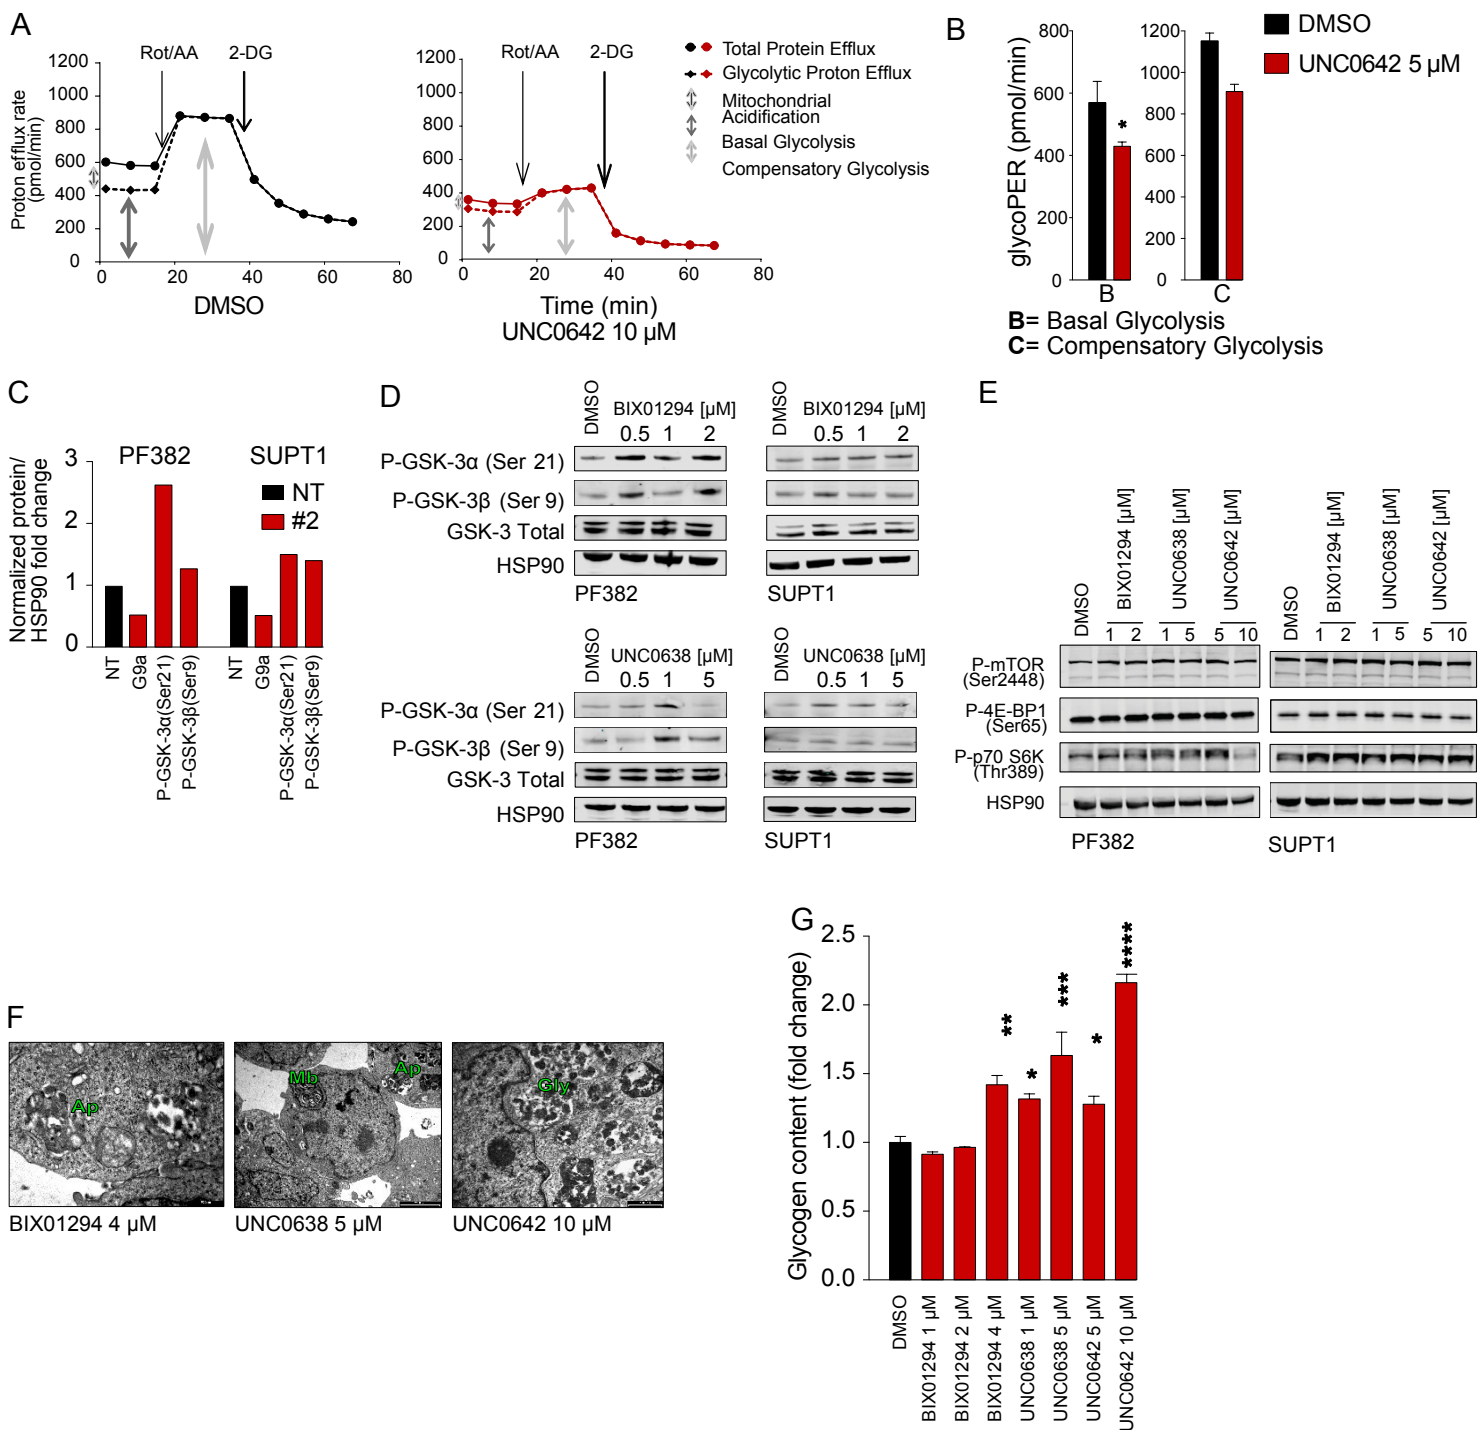 A
Rot/AA
2-DG
1200
1000
800
600
400
200
0
0
20
40
60
80
Proton efflux rate
(pmol/min)
DMSO
Rot/AA
2-DG
1200
1000
800
600
400
200
0
0
20
40
60
80
Time (min)
UNC0642 10 µM
Total Protein Efflux
Glycolytic Proton Efflux
Mitochondrial
Acidification
Basal Glycolysis
Compensatory Glycolysis
B
DMSO
UNC0642 5 µM
glycoPER (pmol/min)
800
600
400
200
0
*
B
1200
1000
800
600
400
200
0
C
B= Basal Glycolysis
C= Compensatory Glycolysis
C
Normalized protein/
HSP90 fold change
3
2
1
0
PF382
SUPT1
NT
#2
NT
G9a
P-GSK-3α(Ser21)
P-GSK-3β(Ser9)
NT
G9a
P-GSK-3α(Ser21)
P-GSK-3β(Ser9)
D
DMSO
BIX01294 [µM]
0.5 1 2
DMSO
BIX01294 [µM]
0.5 1 2
P-GSK-3α (Ser 21)
P-GSK-3β (Ser 9)
GSK-3 Total
HSP90
PF382
SUPT1
DMSO
UNC0638 [µM]
0.5 1 5
DMSO
UNC0638 [µM]
0.5 1 5
P-GSK-3α (Ser 21)
P-GSK-3β (Ser 9)
GSK-3 Total
HSP90
PF382
SUPT1
E
DMSO
BIX01294 [µM]
UNC0638 [µM]
UNC0642 [µM]
1 2 1 5 5 10
DMSO
BIX01294 [µM]
UNC0638 [µM]
UNC0642 [µM]
1 2 1 5 5 10
P-mTOR
(Ser2448)
P-4E-BP1
(Ser65)
P-p70 S6K
(Thr389)
HSP90
PF382
SUPT1
F
Ap
BIX01294 4 µM
Mb
Ap
UNC0638 5 µM
Gly
UNC0642 10 µM
G
Glycogen content (fold change)
2.5
2.0
1.5
1.0
0.5
0.0
**
*
***
*
****
DMSO
BIX01294 1 µM
BIX01294 2 µM
BIX01294 4 µM
UNC0638 1 µM
UNC0638 5 µM
UNC0642 5 µM
UNC0642 10 µM